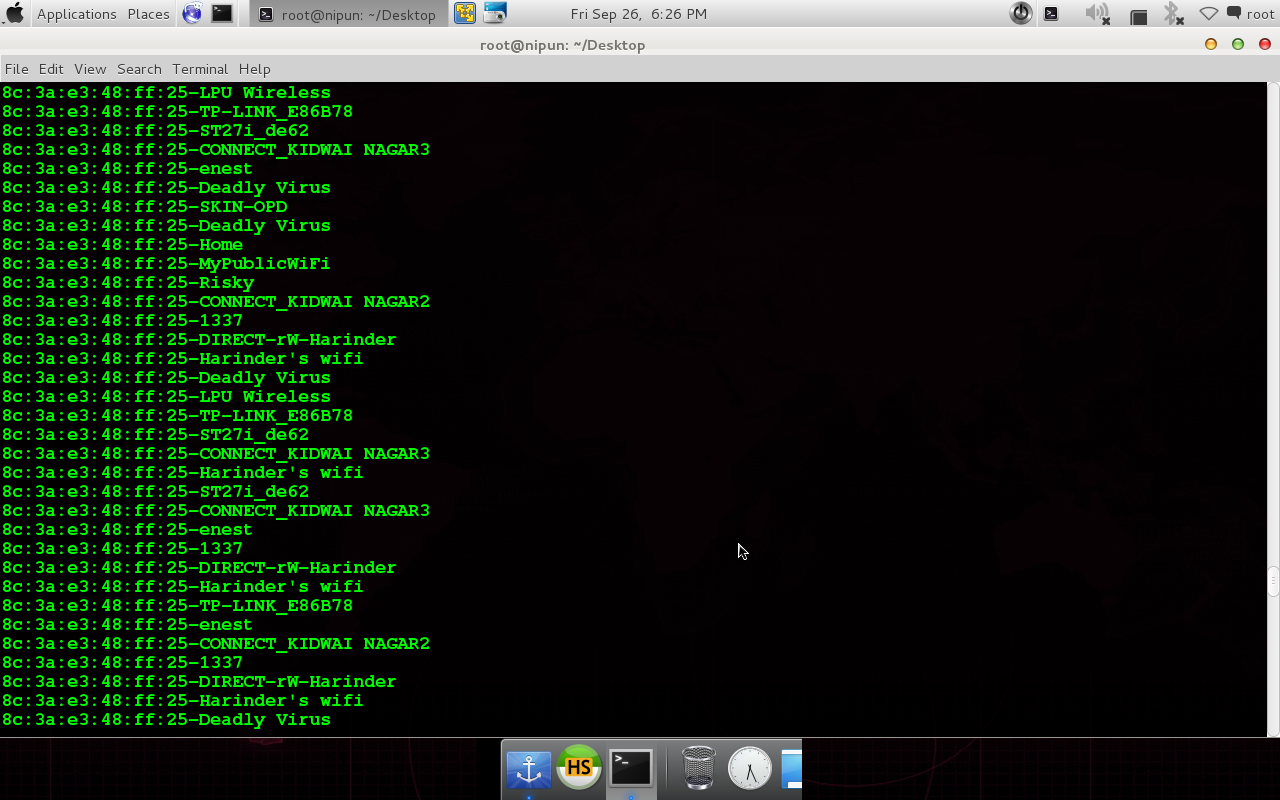 Applications Places root@nipun: ~/Desktop Fri Sep 26, 6:26 PM root
root@nipun: ~/Desktop
File Edit View Search Terminal Help
8c:3a:e3:48:ff:25-LPU Wireless
8c:3a:e3:48:ff:25-TP-LINK_E86B78
8c:3a:e3:48:ff:25-ST27i_de62
8c:3a:e3:48:ff:25-CONNECT_KIDWAI NAGAR3
8c:3a:e3:48:ff:25-enest
8c:3a:e3:48:ff:25-Deadly Virus
8c:3a:e3:48:ff:25-SKIN-OPD
8c:3a:e3:48:ff:25-Deadly Virus
8c:3a:e3:48:ff:25-Home
8c:3a:e3:48:ff:25-MyPublicWiFi
8c:3a:e3:48:ff:25-Risky
8c:3a:e3:48:ff:25-CONNECT_KIDWAI NAGAR2
8c:3a:e3:48:ff:25-1337
8c:3a:e3:48:ff:25-DIRECT-rW-Harinder
8c:3a:e3:48:ff:25-Harinder's wifi
8c:3a:e3:48:ff:25-Deadly Virus
8c:3a:e3:48:ff:25-LPU Wireless
8c:3a:e3:48:ff:25-TP-LINK_E86B78
8c:3a:e3:48:ff:25-ST27i_de62
8c:3a:e3:48:ff:25-CONNECT_KIDWAI NAGAR3
8c:3a:e3:48:ff:25-Harinder's wifi
8c:3a:e3:48:ff:25-ST27i_de62
8c:3a:e3:48:ff:25-CONNECT_KIDWAI NAGAR3
8c:3a:e3:48:ff:25-enest
8c:3a:e3:48:ff:25-1337
8c:3a:e3:48:ff:25-DIRECT-rW-Harinder
8c:3a:e3:48:ff:25-Harinder's wifi
8c:3a:e3:48:ff:25-TP-LINK_E86B78
8c:3a:e3:48:ff:25-enest
8c:3a:e3:48:ff:25-CONNECT_KIDWAI NAGAR2
8c:3a:e3:48:ff:25-1337
8c:3a:e3:48:ff:25-DIRECT-rW-Harinder
8c:3a:e3:48:ff:25-Harinder's wifi
8c:3a:e3:48:ff:25-Deadly Virus
HS >_